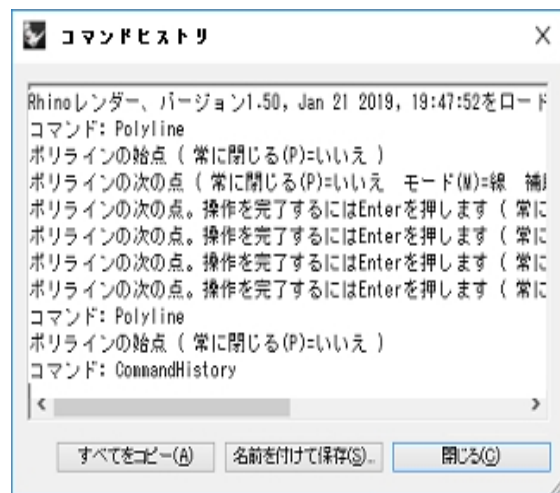 コマンドヒストリ
Rhinoレンダー、バージョン1.50, Jan 21 2019, 19:47:52をロード
コマンド: Polyline
ポリラインの始点 ( 常に閉じる(P)=いいえ )
ポリラインの次の点 ( 常に閉じる(P)=いいえ モード(M)=線 補
ポリラインの次の点。操作を完了するにはEnterを押します ( 常に
ポリラインの次の点。操作を完了するにはEnterを押します ( 常に
ポリラインの次の点。操作を完了するにはEnterを押します ( 常に
ポリラインの次の点。操作を完了するにはEnterを押します ( 常に
コマンド: Polyline
ポリラインの始点 ( 常に閉じる(P)=いいえ )
コマンド: CommandHistory
すべてをコピー(A) 名前を付けて保存(S)... 閉じる(C)